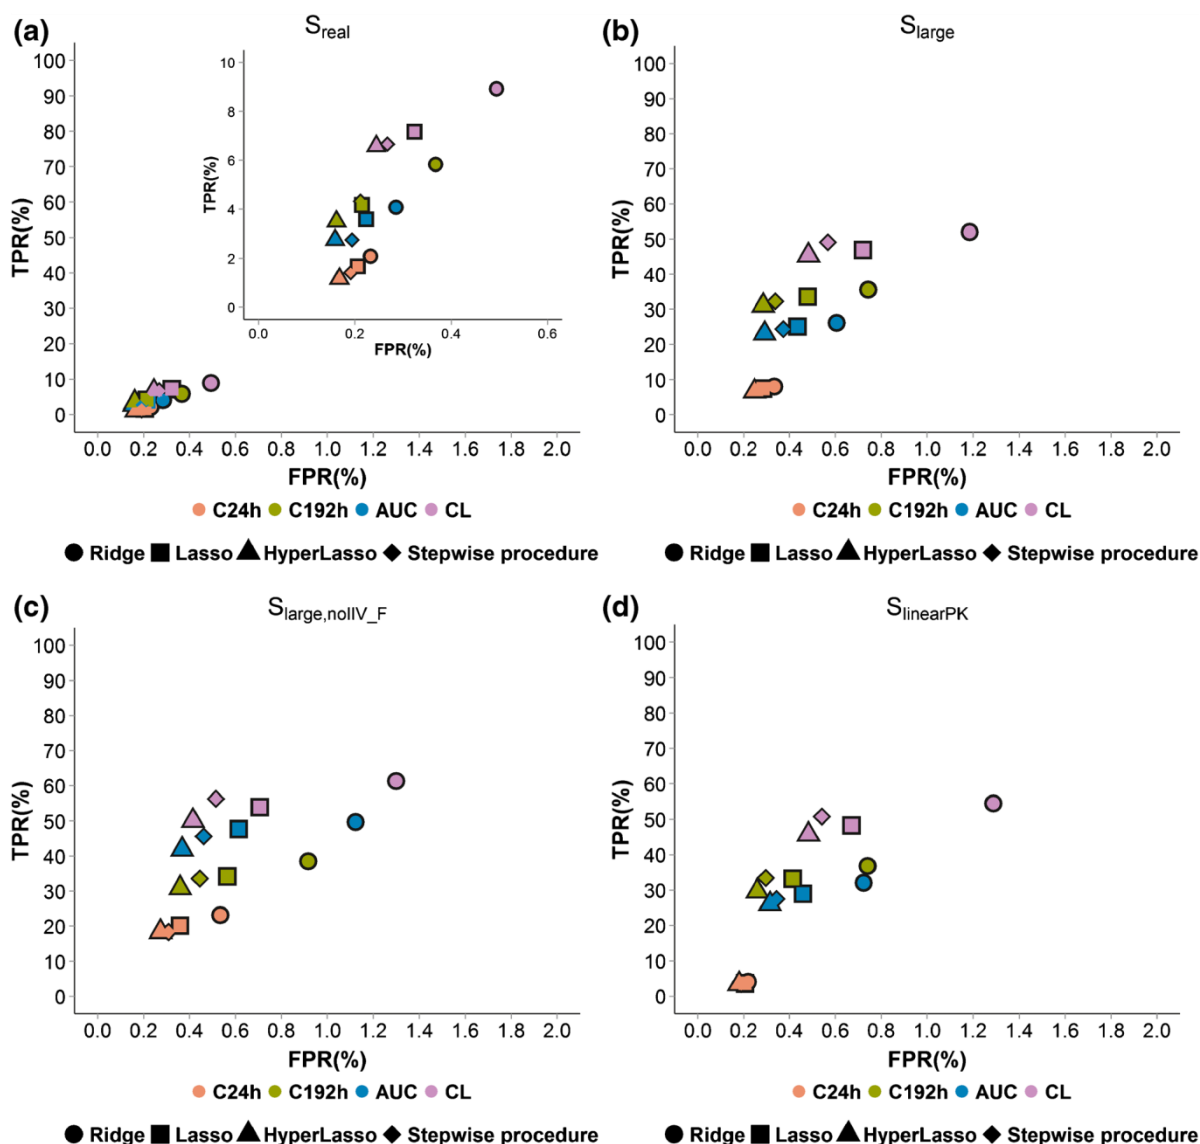 (a) S_real
100
90
80
70
60
50
40
30
20
10
0
TPR(%)
0.0 0.2 0.4 0.6 0.8 1.0 1.2 1.4 1.6 1.8 2.0
FPR(%)
10
8
6
4
2
0
TPR(%)
0.0 0.2 0.4 0.6
FPR(%)
C24h C192h AUC CL
Ridge Lasso HyperLasso Stepwise procedure
(b) S_large
100
90
80
70
60
50
40
30
20
10
0
TPR(%)
0.0 0.2 0.4 0.6 0.8 1.0 1.2 1.4 1.6 1.8 2.0
FPR(%)
C24h C192h AUC CL
Ridge Lasso HyperLasso Stepwise procedure
(c) S_large,noIIV_F
100
90
80
70
60
50
40
30
20
10
0
TPR(%)
0.0 0.2 0.4 0.6 0.8 1.0 1.2 1.4 1.6 1.8 2.0
FPR(%)
C24h C192h AUC CL
Ridge Lasso HyperLasso Stepwise procedure
(d) S_linearPK
100
90
80
70
60
50
40
30
20
10
0
TPR(%)
0.0 0.2 0.4 0.6 0.8 1.0 1.2 1.4 1.6 1.8 2.0
FPR(%)
C24h C192h AUC CL
Ridge Lasso HyperLasso Stepwise procedure